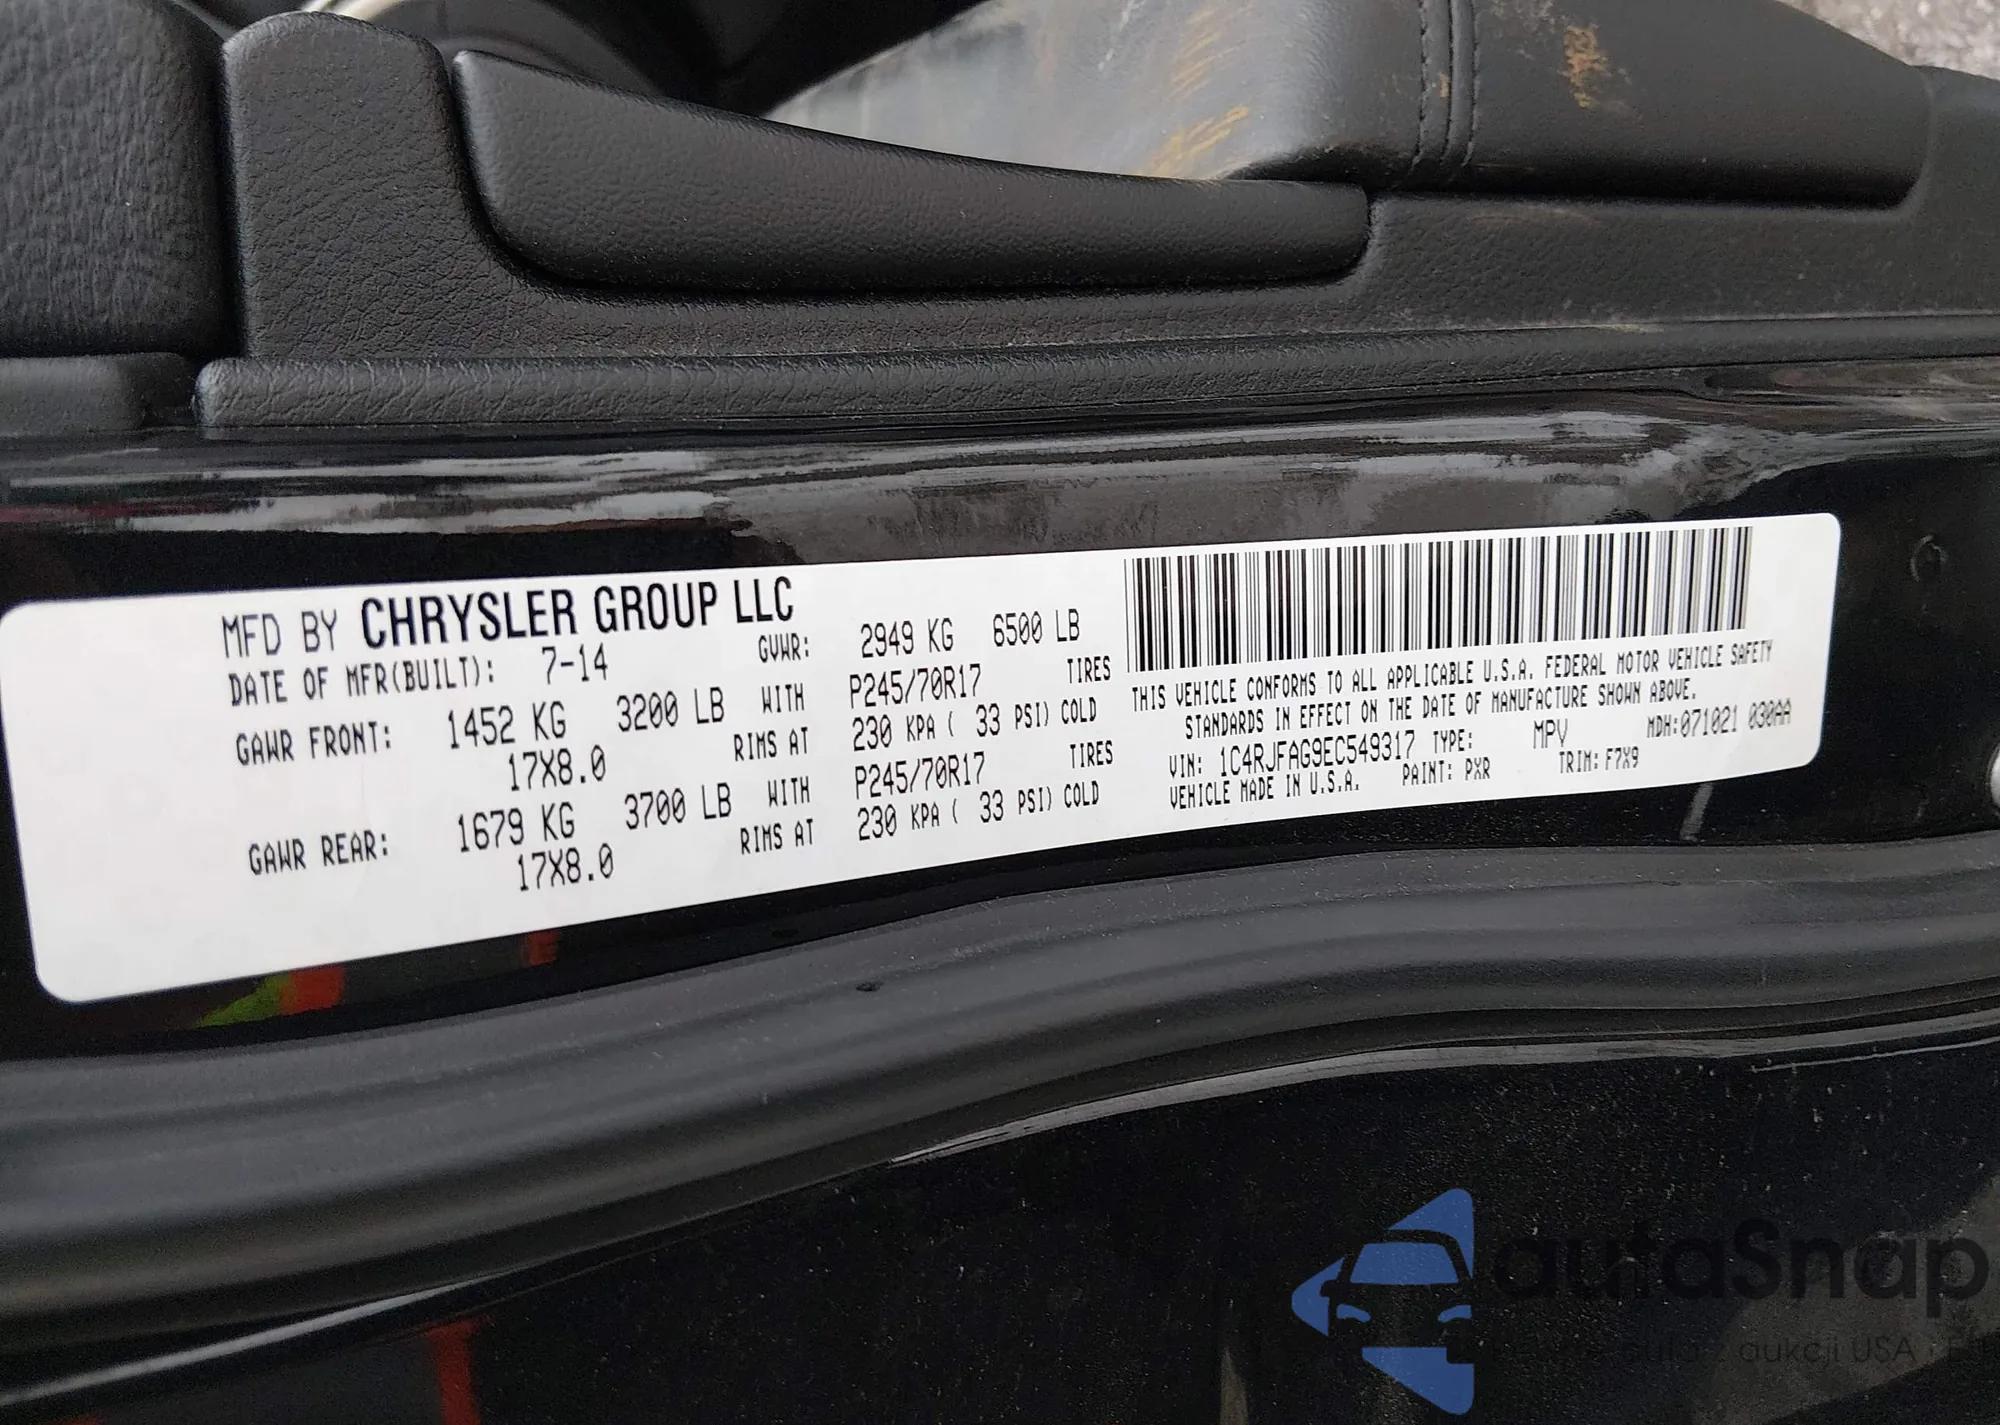 MFD BY CHRYSLER GROUP LLC
DATE OF MFR(BUILT): 7-14 GVWR: 2949 KG 6500 LB
GAWR FRONT: 1452 KG 3200 LB WITH P245/70R17 TIRES
17X8.0 RIMS AT 230 KPA ( 33 PSI) COLD
GAWR REAR: 1679 KG 3700 LB WITH P245/70R17 TIRES
17X8.0 RIMS AT 230 KPA ( 33 PSI) COLD
THIS VEHICLE CONFORMS TO ALL APPLICABLE U.S.A. FEDERAL MOTOR VEHICLE SAFETY
STANDARDS IN EFFECT ON THE DATE OF MANUFACTURE SHOWN ABOVE.
VIN: 1C4RJFAG9EC549317 TYPE: MPV MDH:071021 030AA
VEHICLE MADE IN U.S.A. PAINT: PXR TRIM: F7X9
autaSnap
auta z aukcji USA i